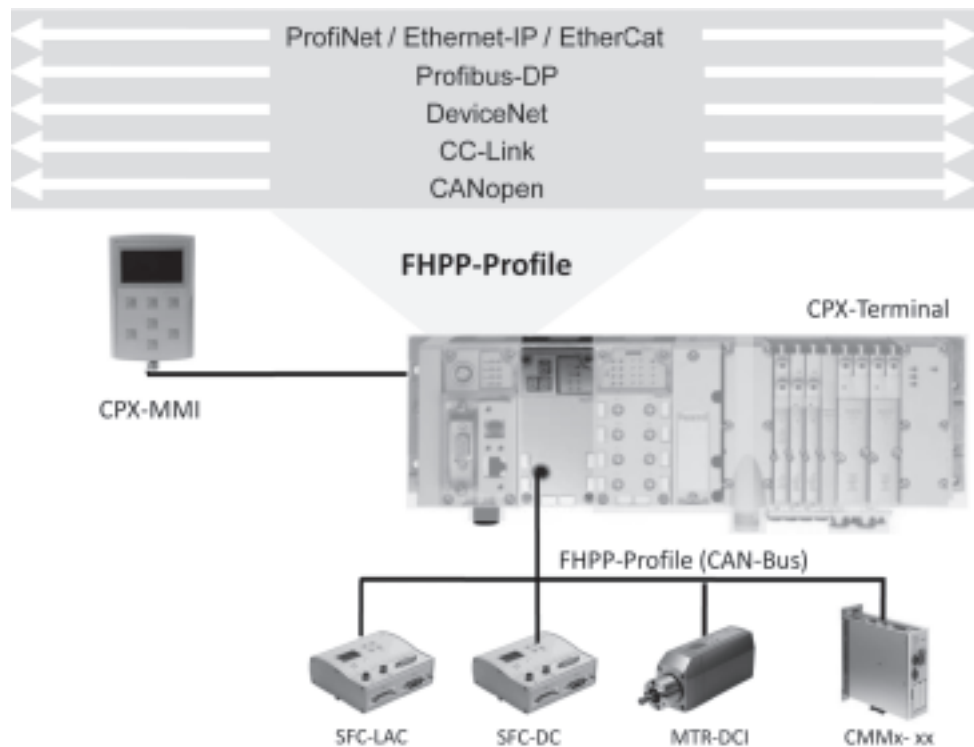 ProfiNet / Ethernet-IP / EtherCat
Profibus-DP
DeviceNet
CC-Link
CANopen
FHPP-Profile
CPX-Terminal
CPX-MMI
FHPP-Profile (CAN-Bus)
SFC-LAC
SFC-DC
MTR-DCI
CMMx- xx